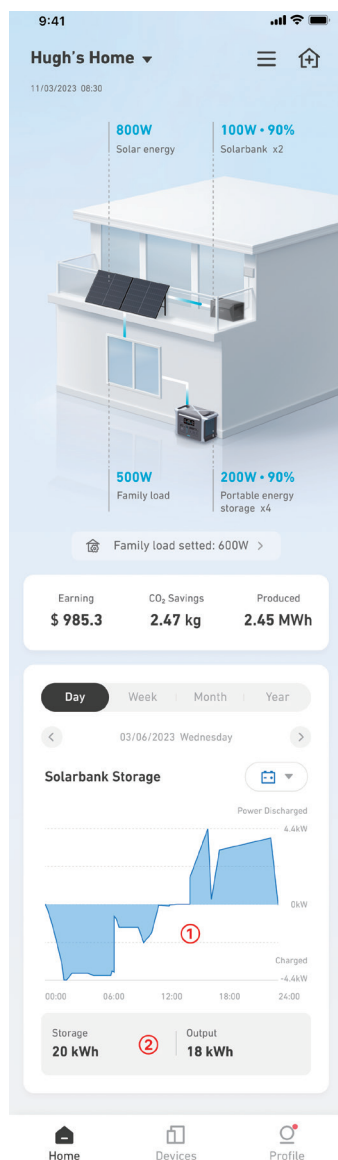 9:41
Hugh's Home
11/03/2023 08:30
800W
Solar energy
100W • 90%
Solarbank x2
500W
Family load
200W • 90%
Portable energy
storage x4
Family load setted: 600W >
Earning
$ 985.3
CO₂ Savings
2.47 kg
Produced
2.45 MWh
Day
Week
Month
Year
03/06/2023 Wednesday
Solarbank Storage
Power Discharged
4.4kW
0kW
①
Charged
-4.4kW
00:00
04:00
12:00
18:00
24:00
Storage
20 kWh
②
Output
18 kWh
Home
Devices
Profile